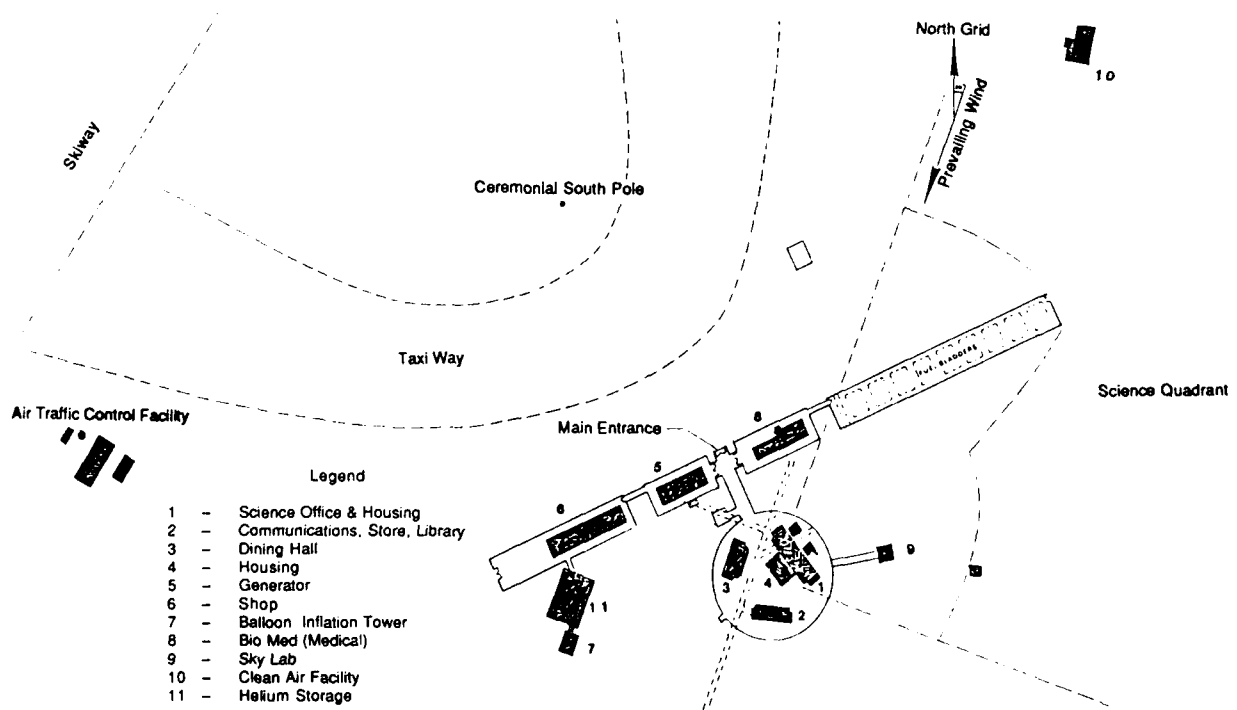 North Grid
10
Prevailing Wind
Skiway
Ceremonial South Pole
Taxi Way
BLADDERS
Science Quadrant
Air Traffic Control Facility
Main Entrance
8
5
6
9
3
4
1
2
11
7
Legend
1 – Science Office & Housing
2 – Communications, Store, Library
3 – Dining Hall
4 – Housing
5 – Generator
6 – Shop
7 – Balloon Inflation Tower
8 – Bio Med (Medical)
9 – Sky Lab
10 – Clean Air Facility
11 – Helium Storage